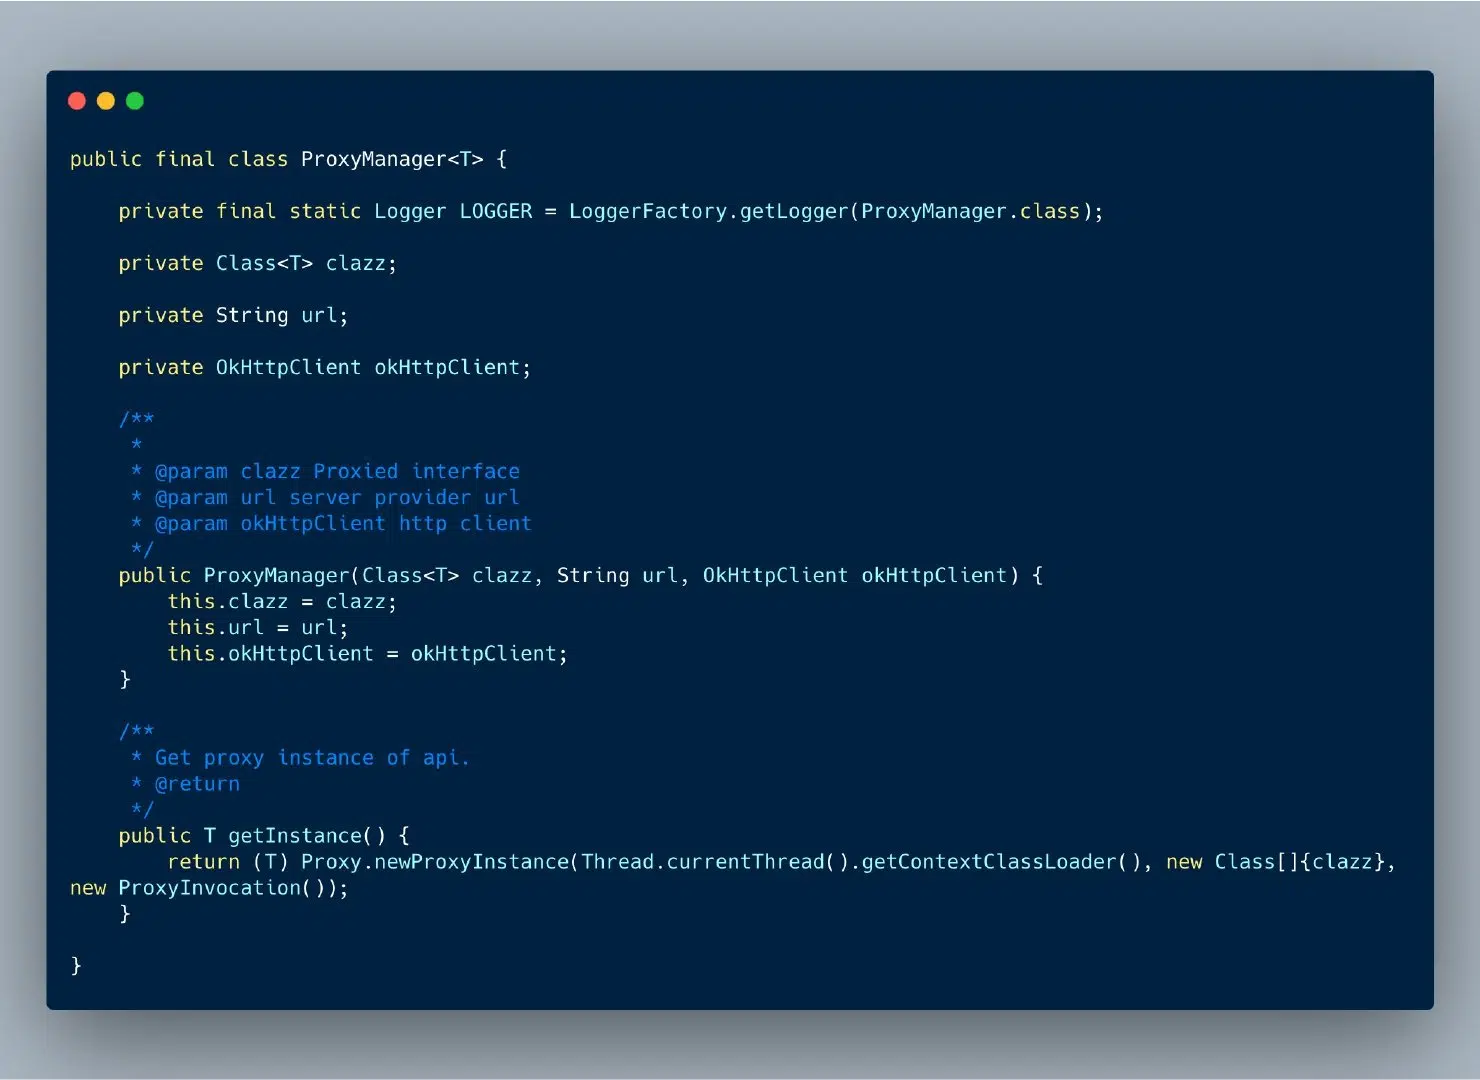 public final class ProxyManager<T> {
    private final static Logger LOGGER = LoggerFactory.getLogger(ProxyManager.class);
    private Class<T> clazz;
    private String url;
    private OkHttpClient okHttpClient;
    /**
     *
     * @param clazz Proxied interface
     * @param url server provider url
     * @param okHttpClient http client
     */
    public ProxyManager(Class<T> clazz, String url, OkHttpClient okHttpClient) {
        this.clazz = clazz;
        this.url = url;
        this.okHttpClient = okHttpClient;
    }
    /**
     * Get proxy instance of api.
     * @return
     */
    public T getInstance() {
        return (T) Proxy.newProxyInstance(Thread.currentThread().getContextClassLoader(), new Class[]{clazz},
new ProxyInvocation());
    }
}